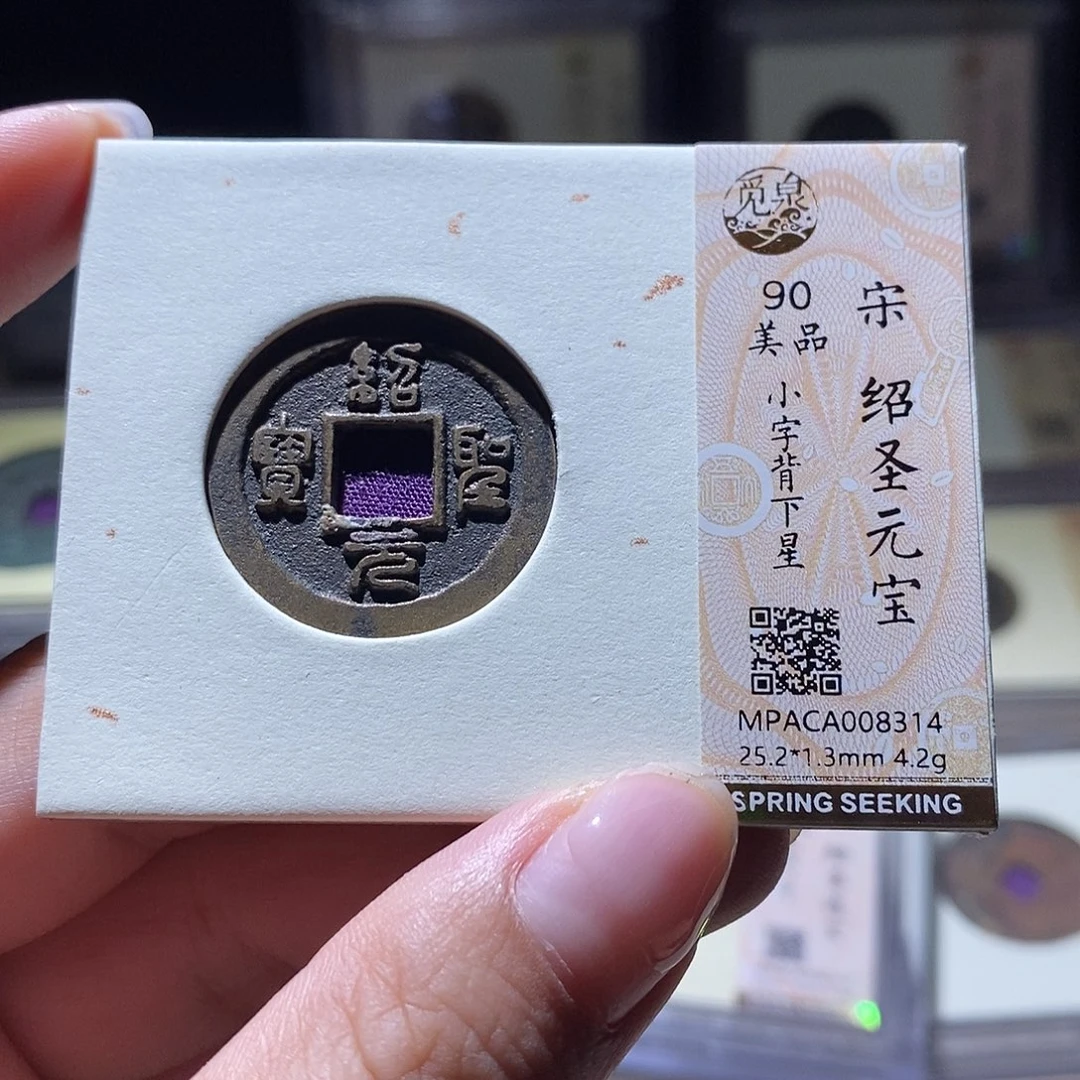 紹聖元寶
觅泉
90
美品
小字背下星
宋 绍圣元宝
MPACA008314
25.2*1.3mm 4.2g
SPRING SEEKING